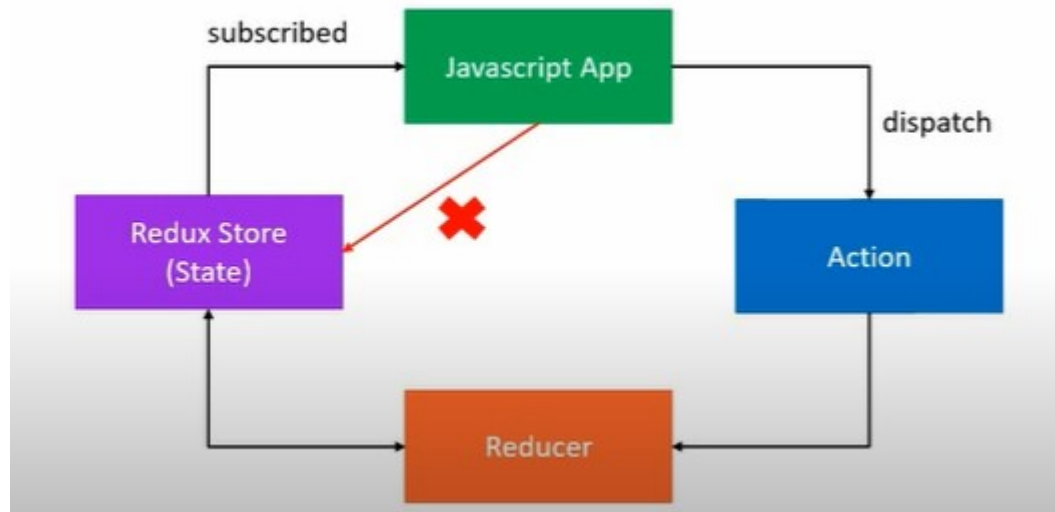 subscribed
Javascript App
dispatch
Redux Store
(State)
Action
Reducer